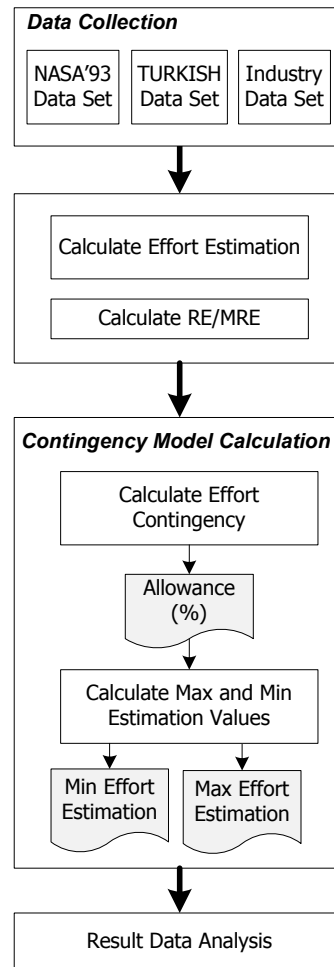 Data Collection
NASA'93
Data Set
TURKISH
Data Set
Industry
Data Set
Calculate Effort Estimation
Calculate RE/MRE
Contingency Model Calculation
Calculate Effort
Contingency
Allowance
(%)
Calculate Max and Min
Estimation Values
Min Effort
Estimation
Max Effort
Estimation
Result Data Analysis